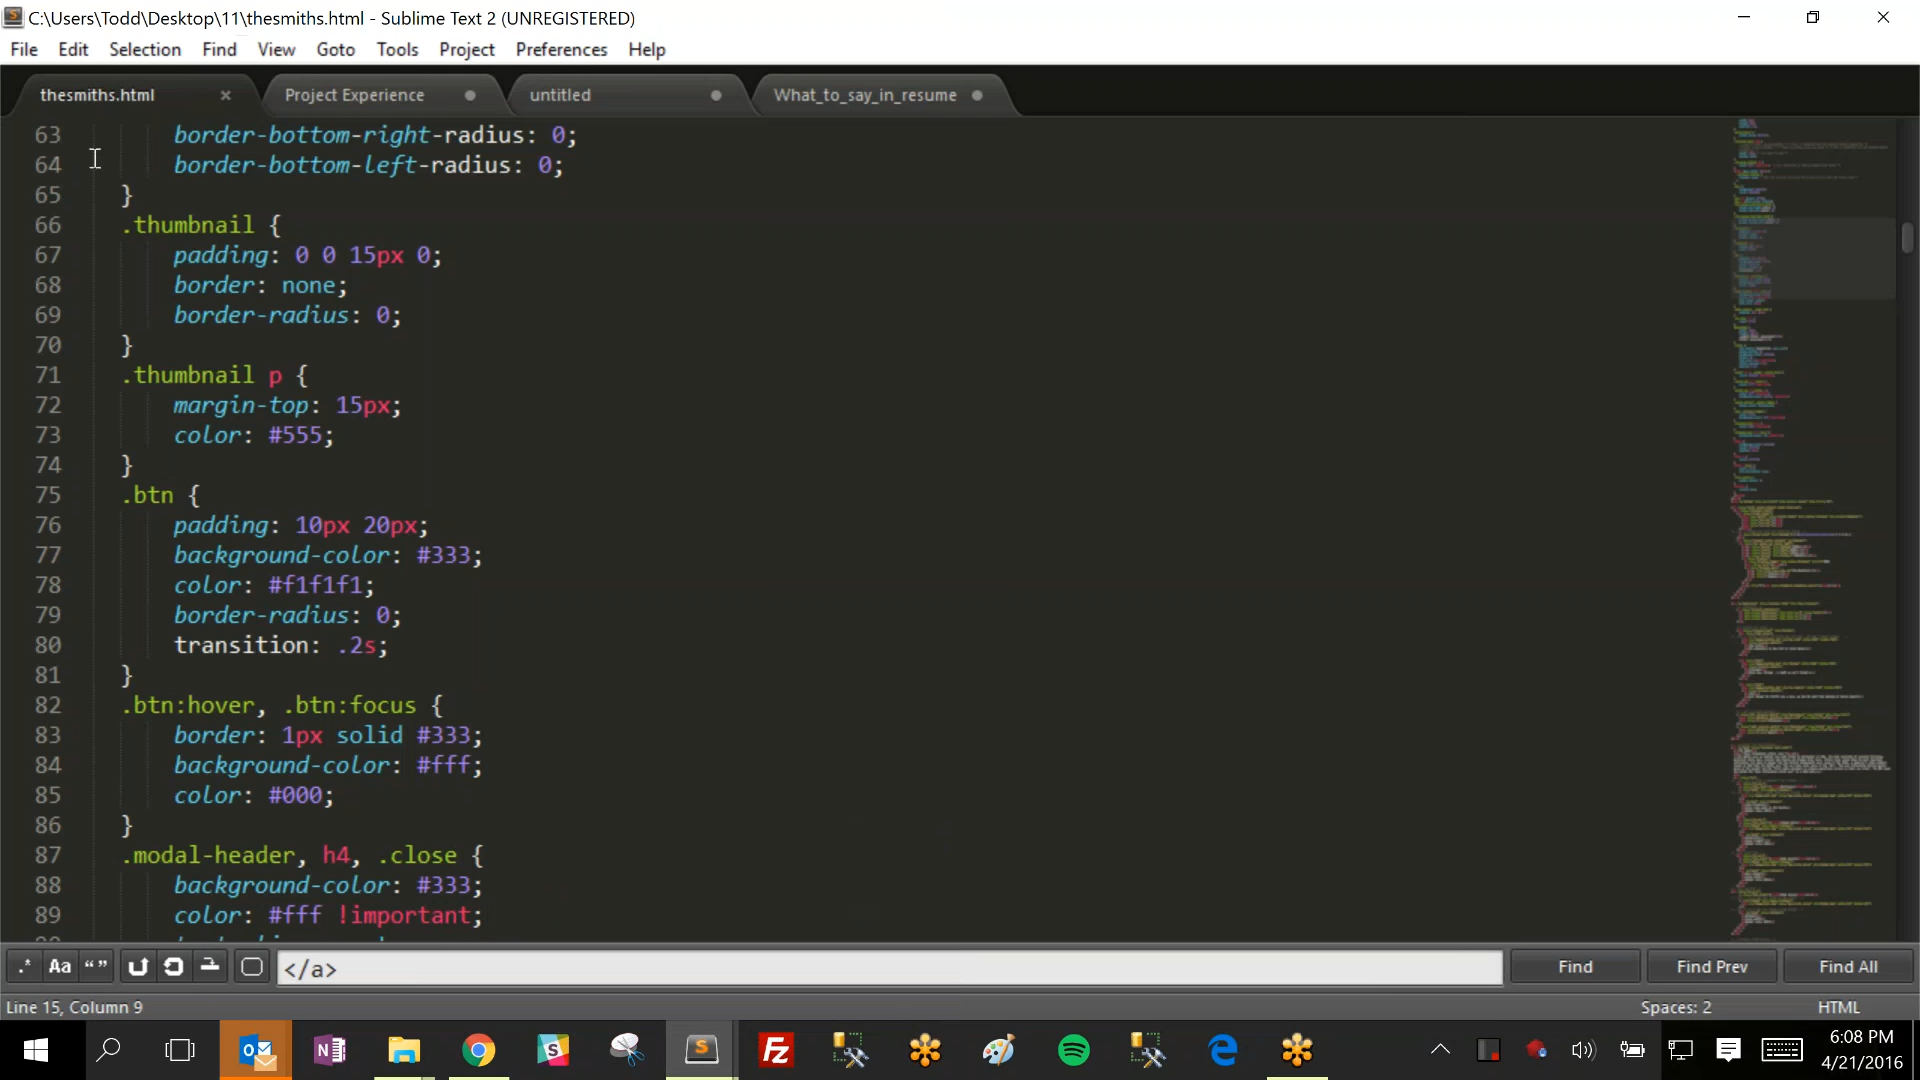 C:\Users\Todd\Desktop\11\thesmiths.html - Sublime Text 2 (UNREGISTERED)
File Edit Selection Find View Goto Tools Project Preferences Help
thesmiths.html Project Experience untitled What_to_say_in_resume
63 border-bottom-right-radius: 0;
64 border-bottom-left-radius: 0;
65 }
66 .thumbnail {
67 padding: 0 0 15px 0;
68 border: none;
69 border-radius: 0;
70 }
71 .thumbnail p {
72 margin-top: 15px;
73 color: #555;
74 }
75 .btn {
76 padding: 10px 20px;
77 background-color: #333;
78 color: #f1f1f1;
79 border-radius: 0;
80 transition: .2s;
81 }
82 .btn:hover, .btn:focus {
83 border: 1px solid #333;
84 background-color: #fff;
85 color: #000;
86 }
87 .modal-header, h4, .close {
88 background-color: #333;
89 color: #fff !important;
.* Aa “ ” </a> Find Find Prev Find All
Line 15, Column 9 Spaces: 2 HTML
6:08 PM
4/21/2016